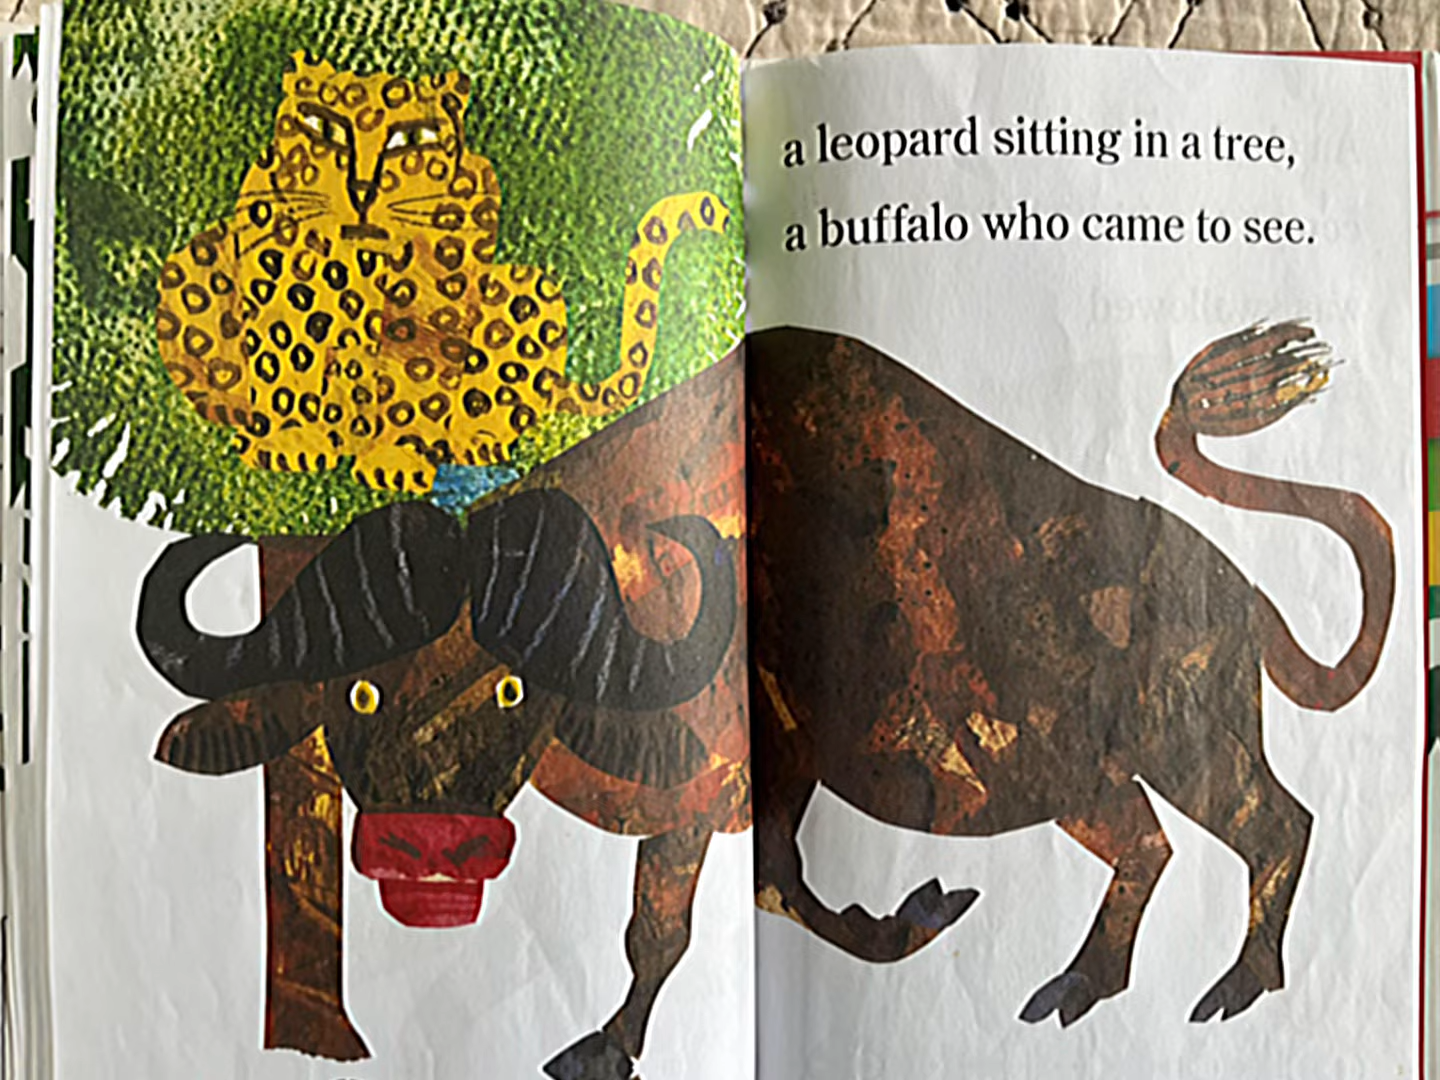 a leopard sitting in a tree,
a buffalo who came to see.